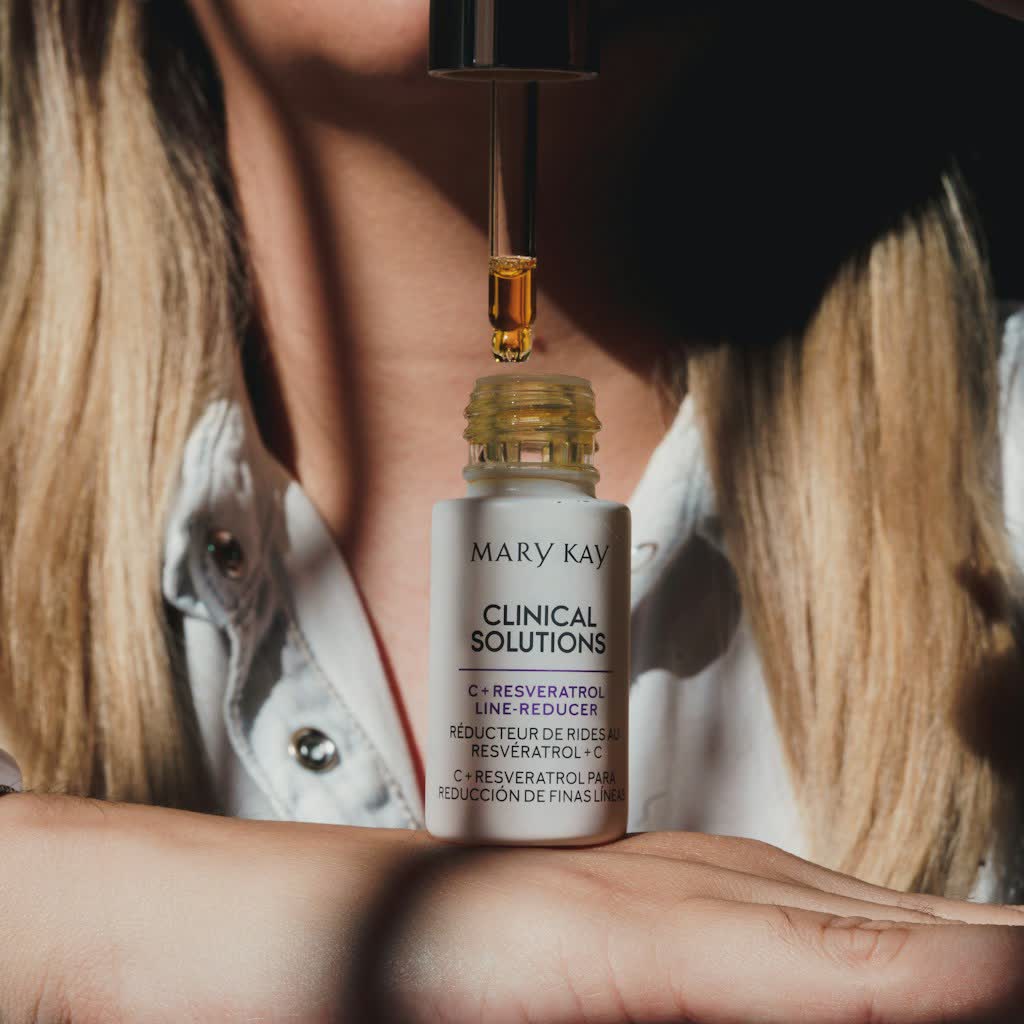 MARY KAY
CLINICAL
SOLUTIONS
C+RESVERATROL
LINE-REDUCER
RÉDUCTEUR DE RIDES AU
RESVÉRATROL+C
C+RESVERATROL PARA
REDUCCIÓN DE FINAS LÍNEAS